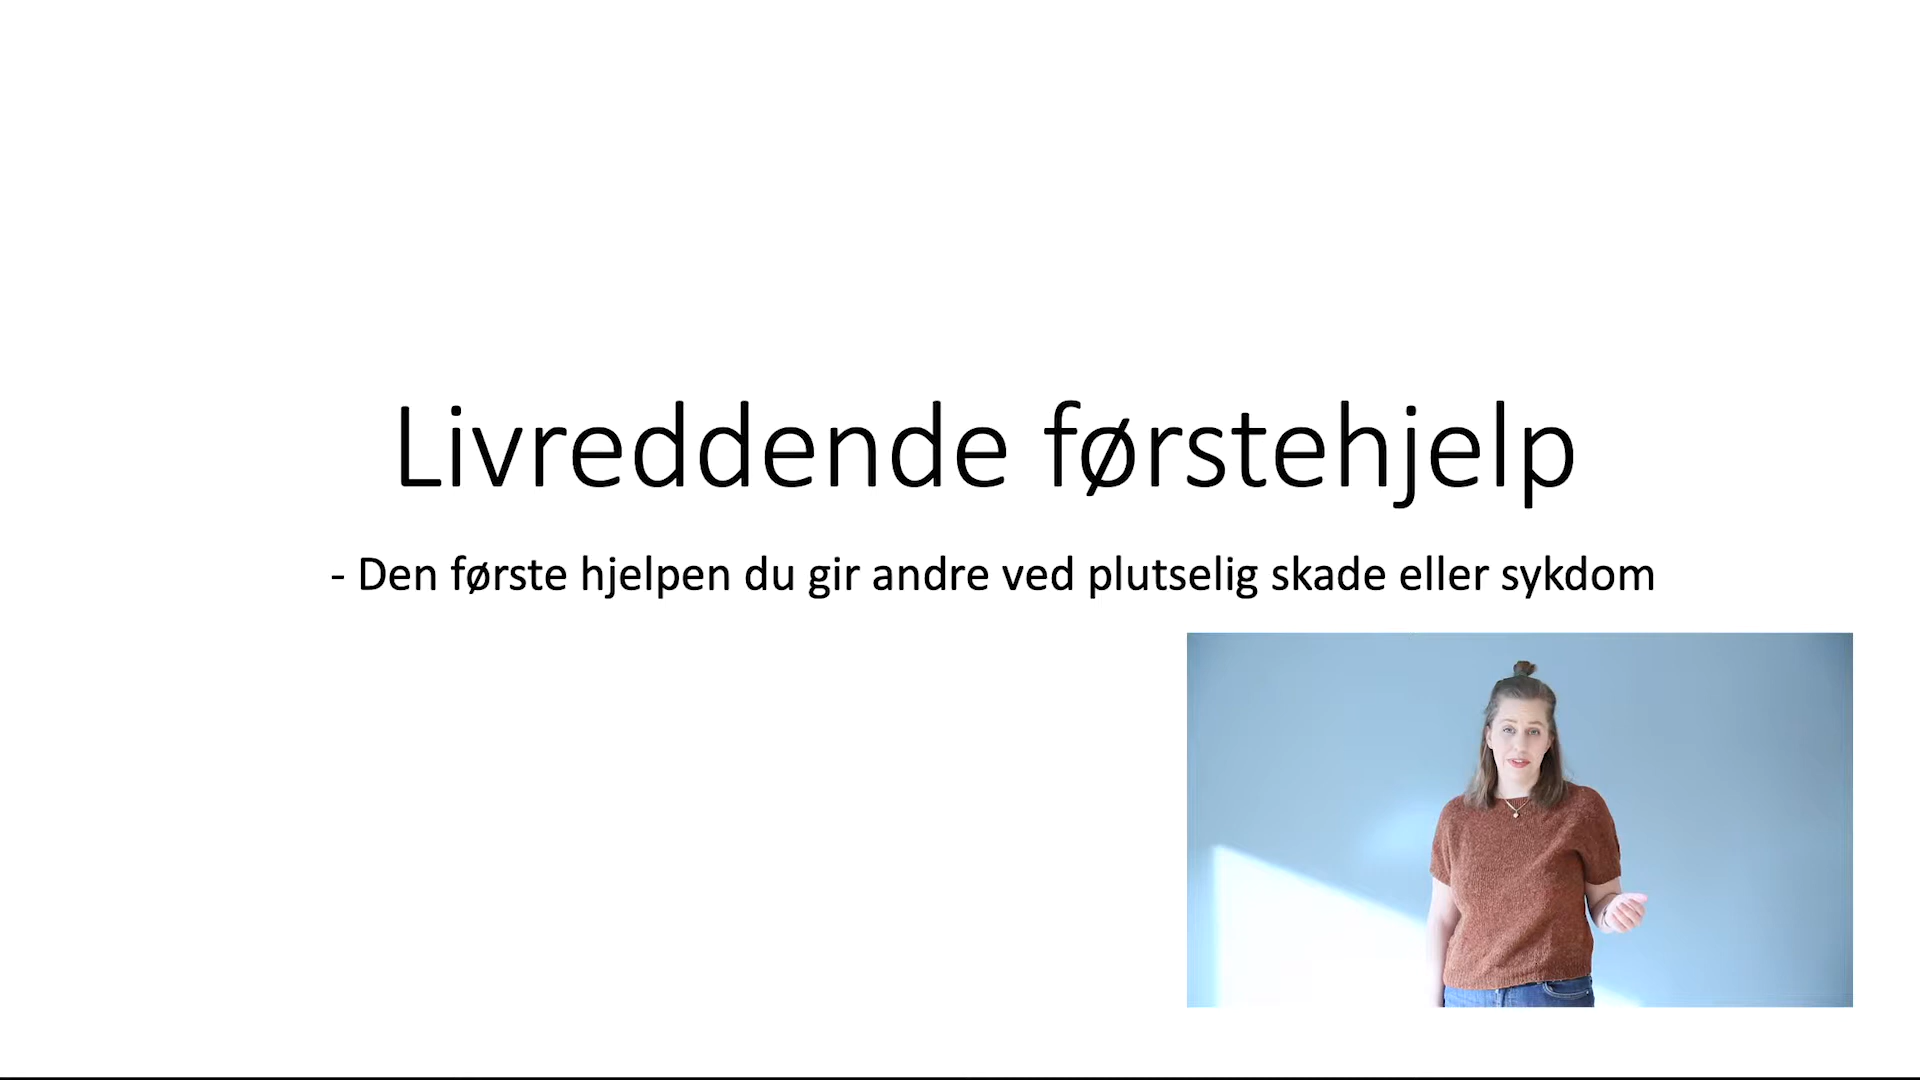 Livreddende førstehjelp
- Den første hjelpen du gir andre ved plutselig skade eller sykdom